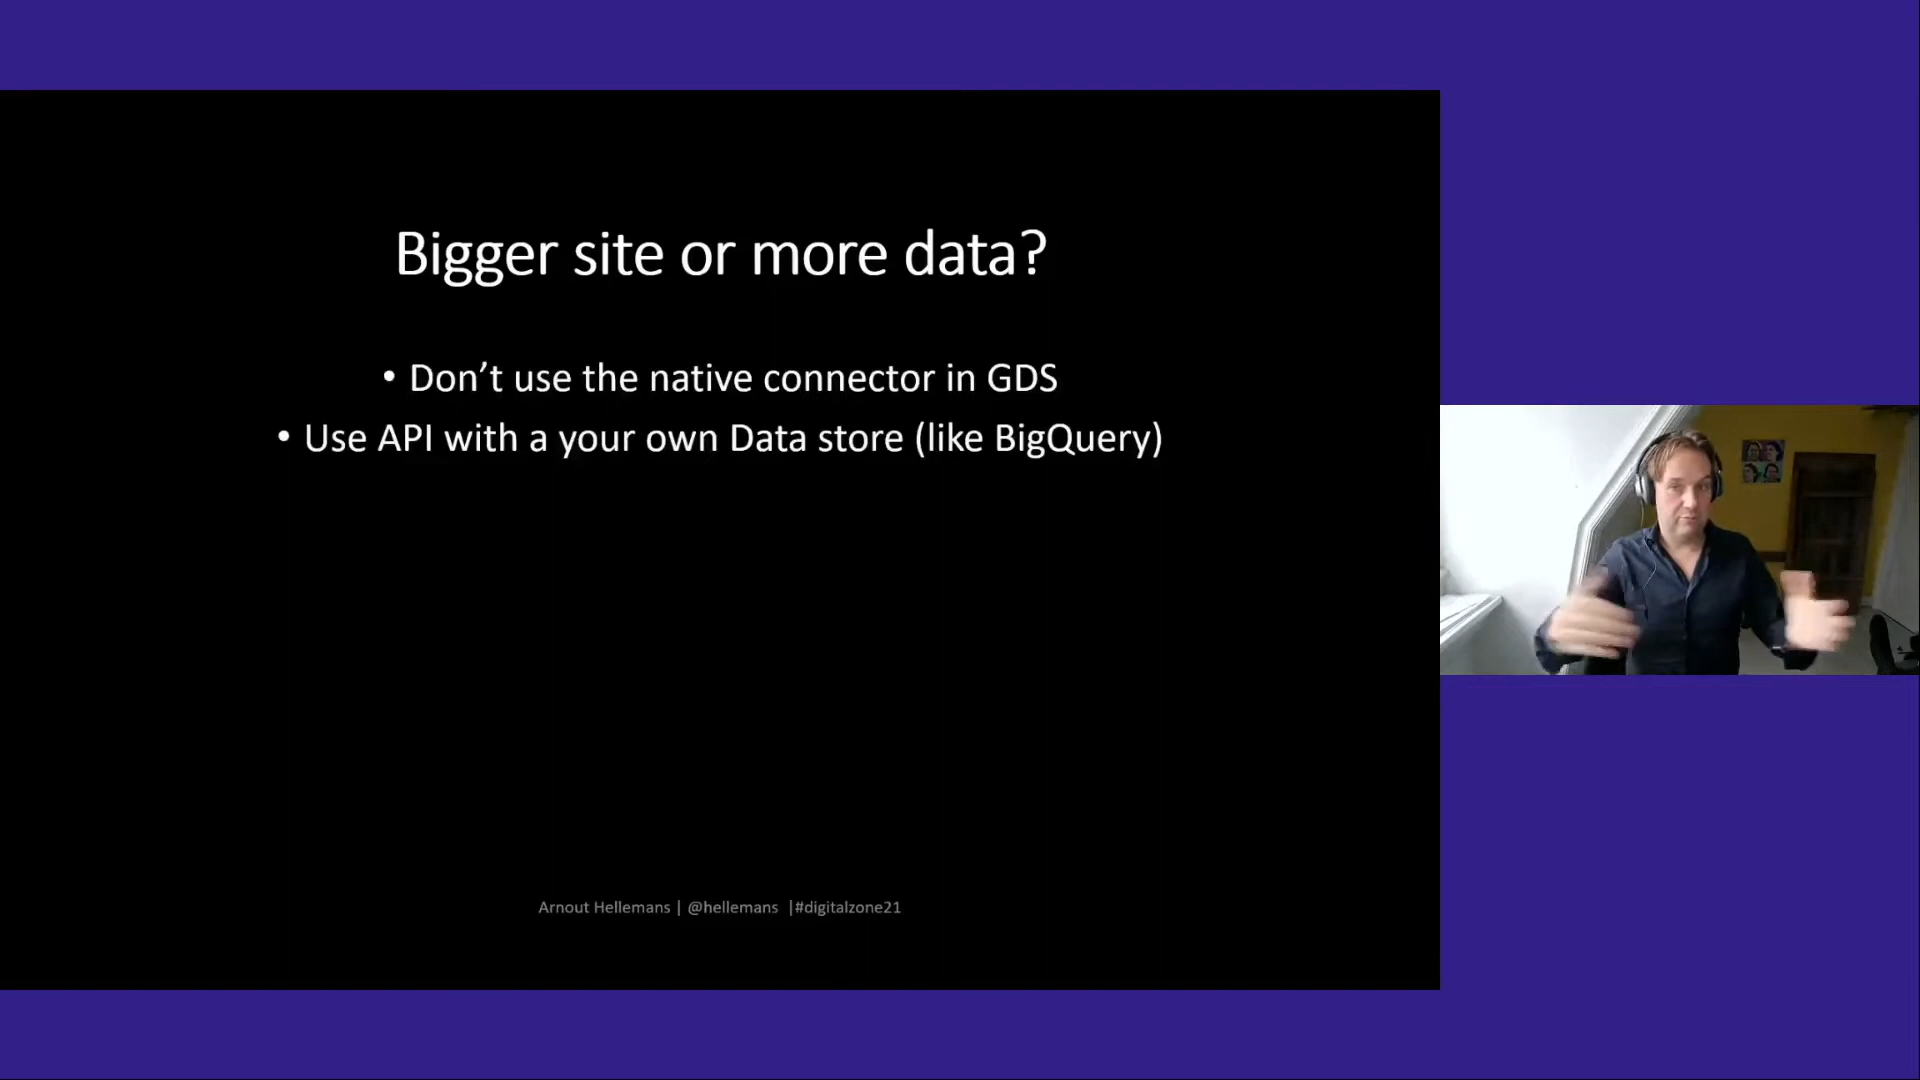 Bigger site or more data?
• Don’t use the native connector in GDS
• Use API with a your own Data store (like BigQuery)
Arnout Hellemans | @hellemans |#digitalzone21